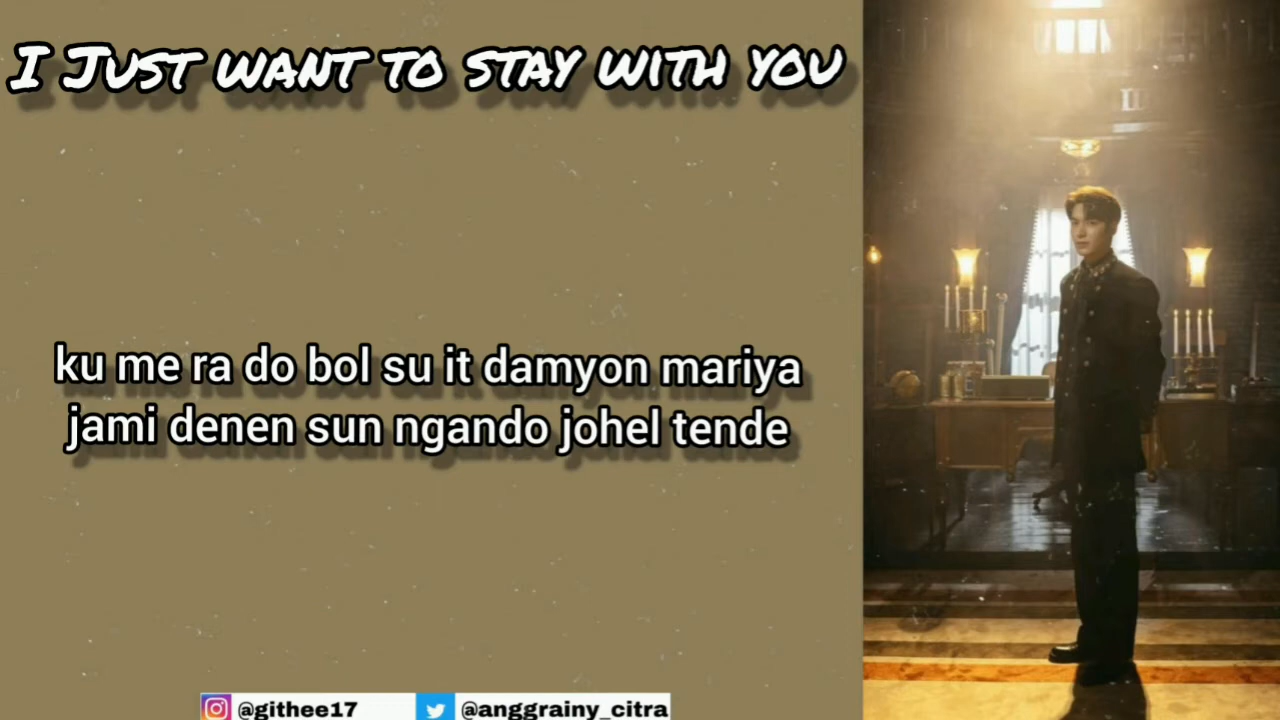 I Just want to stay with you
ku me ra do bol su it damyon mariya
jami denen sun ngando johel tende
@githee17
@anggrainy_citra